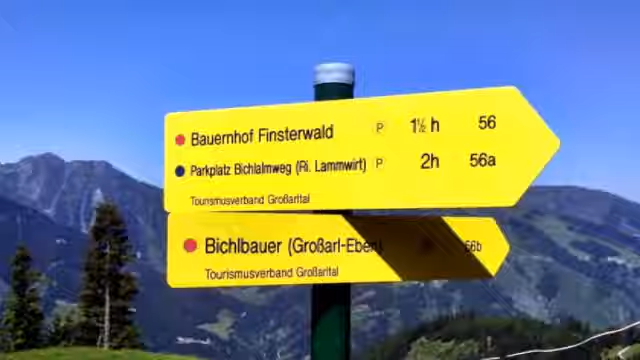 Bauernhof Finsterwald P 1½ h 56
Parkplatz Bichlalmweg (Ri. Lammwirt) P 2h 56a
Tourismusverband Großarltal
Bichlbauer (Großarl-Eben) 56b
Tourismusverband Großarltal